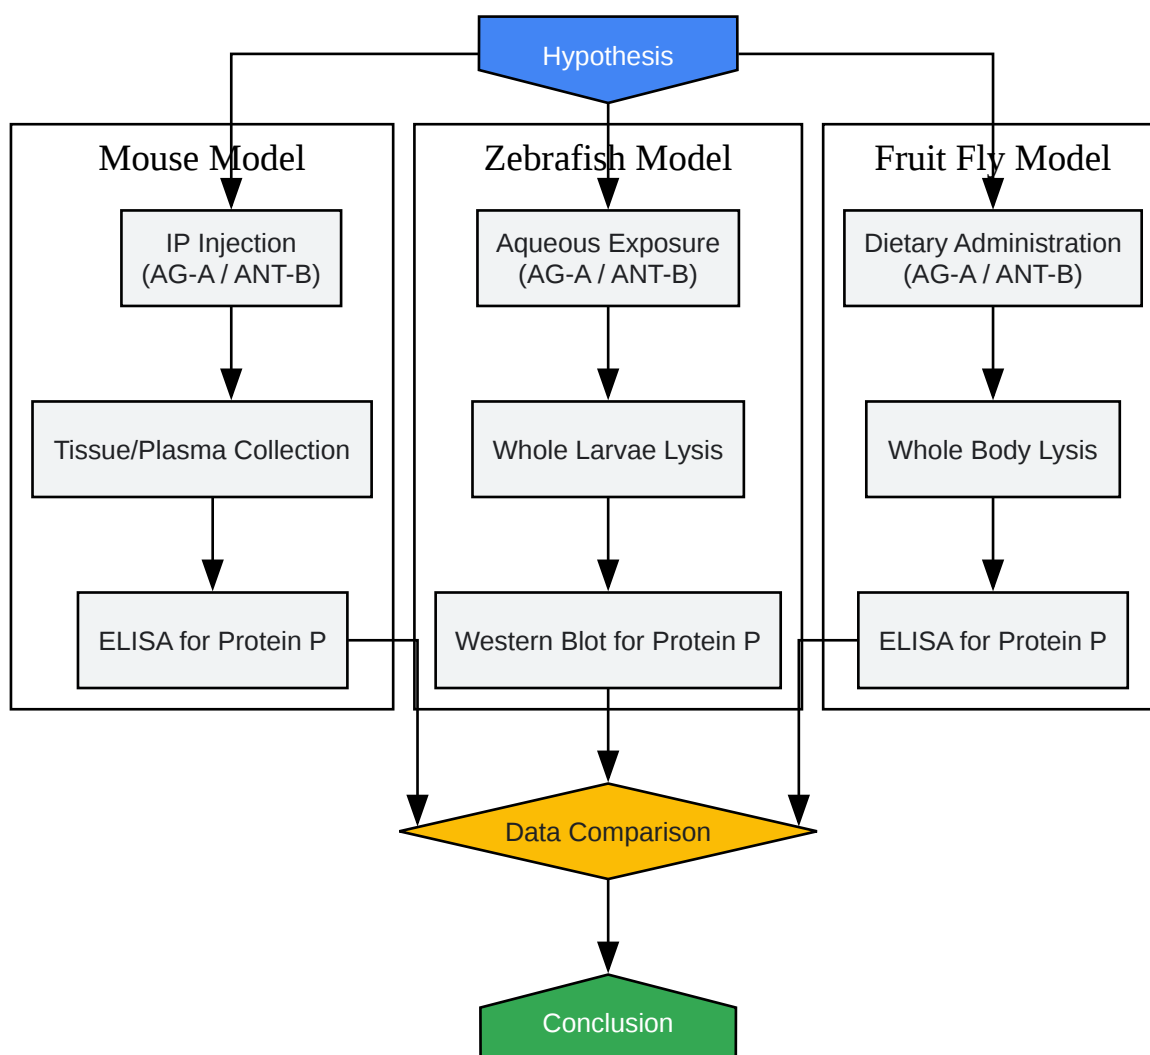 Hypothesis
Mouse Model
Zebrafish Model
Fruit Fly Model
IP Injection
(AG-A / ANT-B)
Aqueous Exposure
(AG-A / ANT-B)
Dietary Administration
(AG-A / ANT-B)
Tissue/Plasma Collection
Whole Larvae Lysis
Whole Body Lysis
ELISA for Protein P
Western Blot for Protein P
ELISA for Protein P
Data Comparison
Conclusion